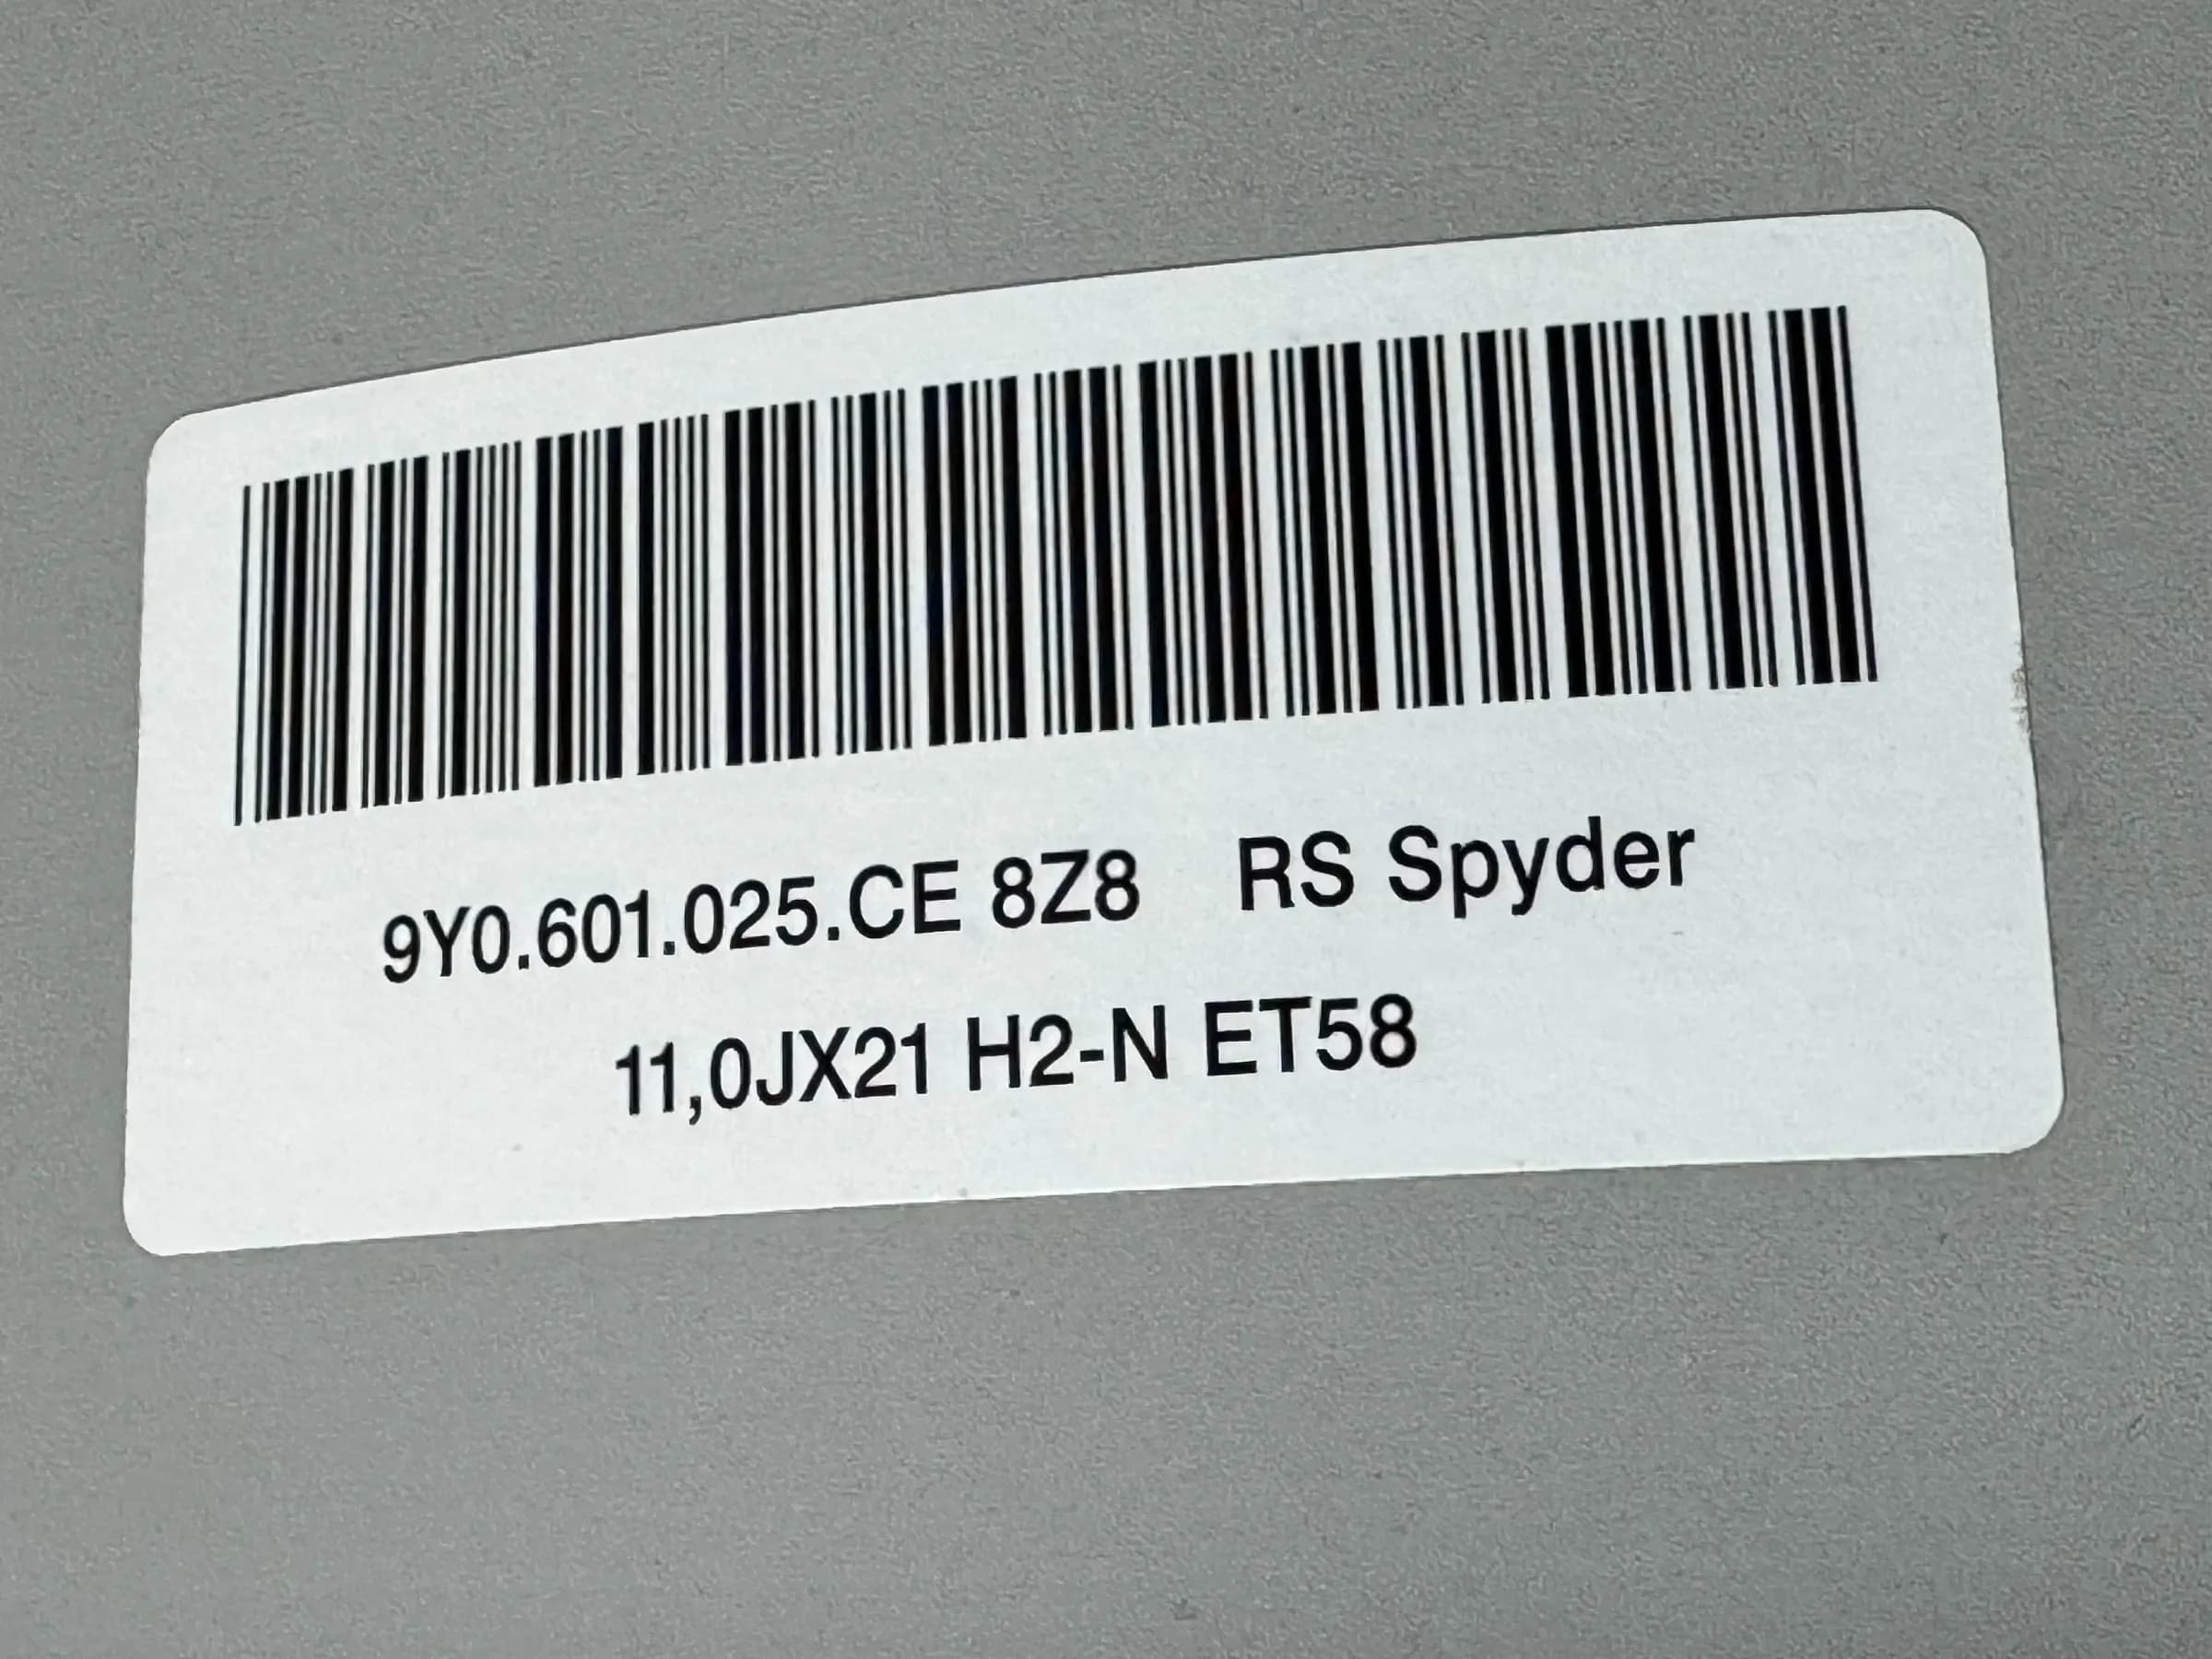 9Y0.601.025.CE 8Z8 RS Spyder
11,0JX21 H2-N ET58